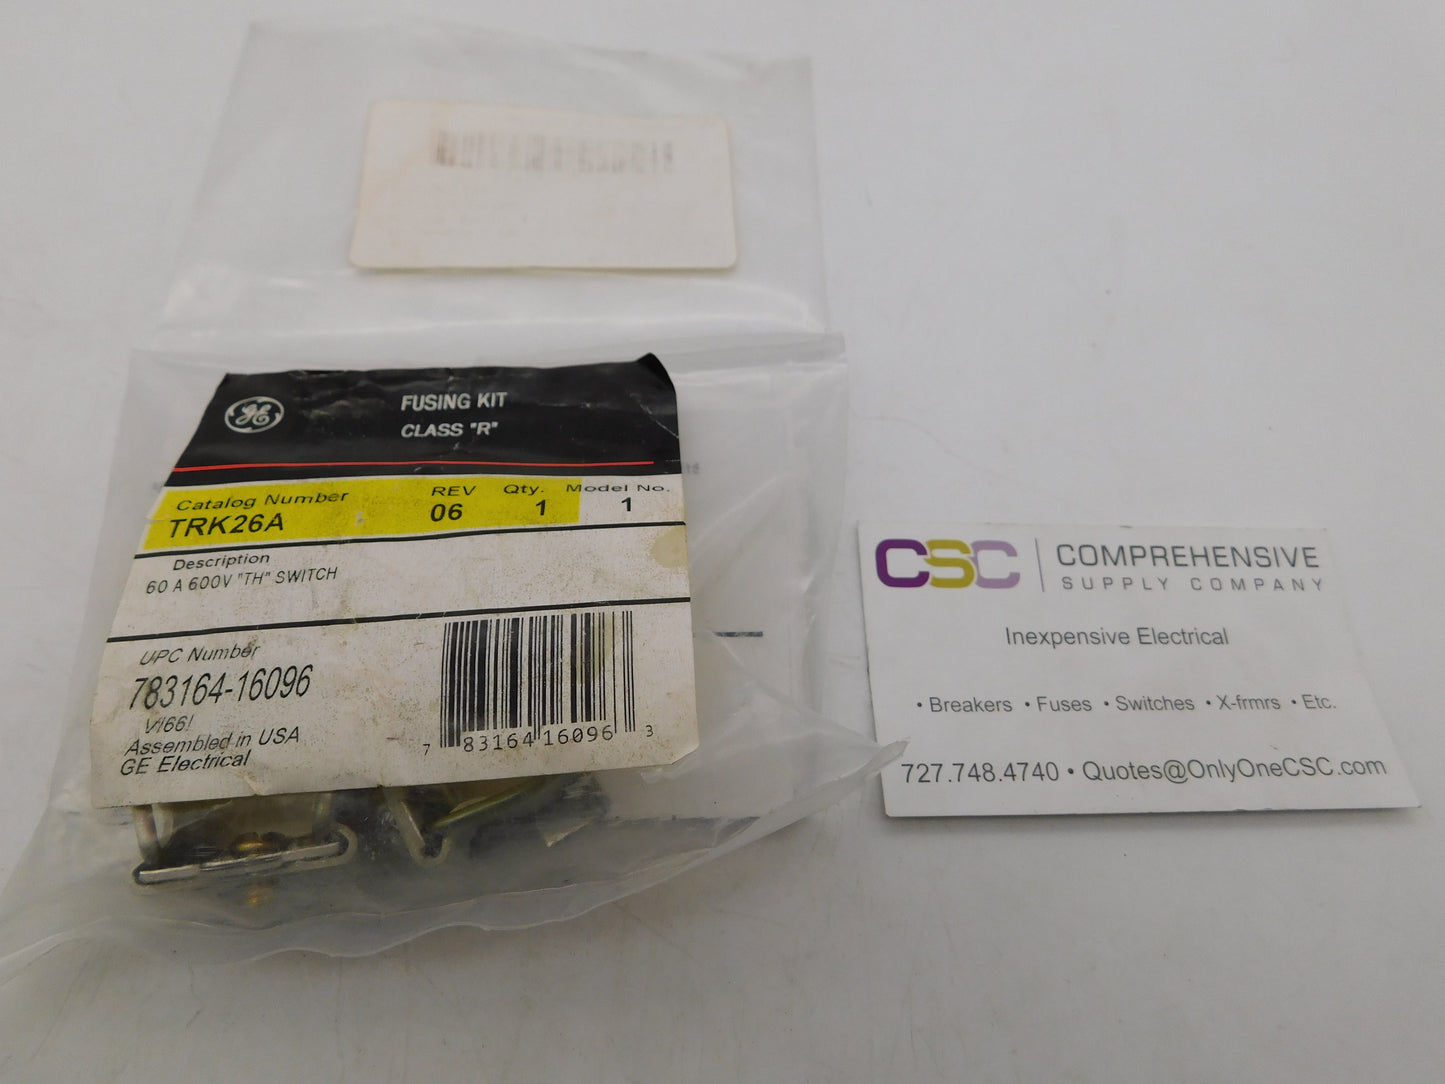 GE
FUSING KIT
CLASS "R"
Catalog Number REV Qty. Model No.
TRK26A 06 1 1
Description
60 A 600V "TH" SWITCH
UPC Number
783164-16096
Assembled in USA
GE Electrical
7 83164 16096 3
CSC COMPREHENSIVE
SUPPLY COMPANY
Inexpensive Electrical
• Breakers • Fuses • Switches • X-frmrs • Etc.
727.748.4740 • Quotes@OnlyOneCSC.com